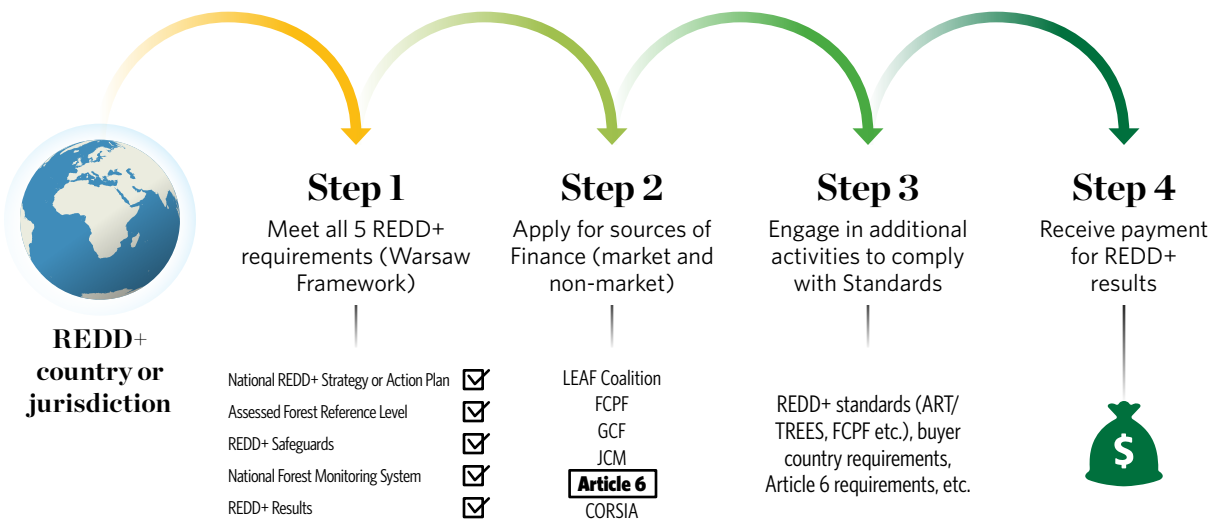 REDD+
country or
jurisdiction
Step 1
Meet all 5 REDD+
requirements (Warsaw
Framework)
National REDD+ Strategy or Action Plan
Assessed Forest Reference Level
REDD+ Safeguards
National Forest Monitoring System
REDD+ Results
Step 2
Apply for sources of
Finance (market and
non-market)
LEAF Coalition
FCPF
GCF
JCM
Article 6
CORSIA
Step 3
Engage in additional
activities to comply
with Standards
REDD+ standards (ART/
TREES, FCPF etc.), buyer
country requirements,
Article 6 requirements, etc.
Step 4
Receive payment
for REDD+
results
$